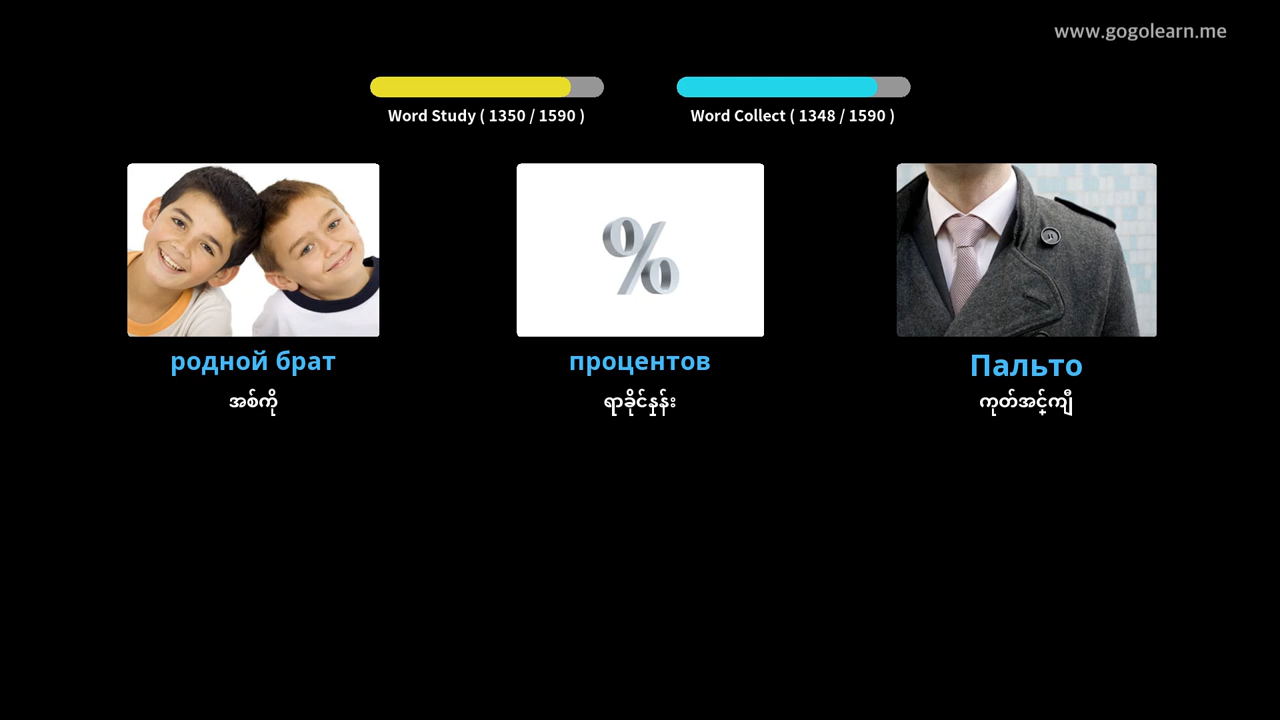 www.gogolearn.me
Word Study ( 1350 / 1590 )
Word Collect ( 1348 / 1590 )
%
родной брат
процентов
Пальто
အစ်ကို
ရာခိုင်နှန်း
ကုတ်အင်္ကျီ